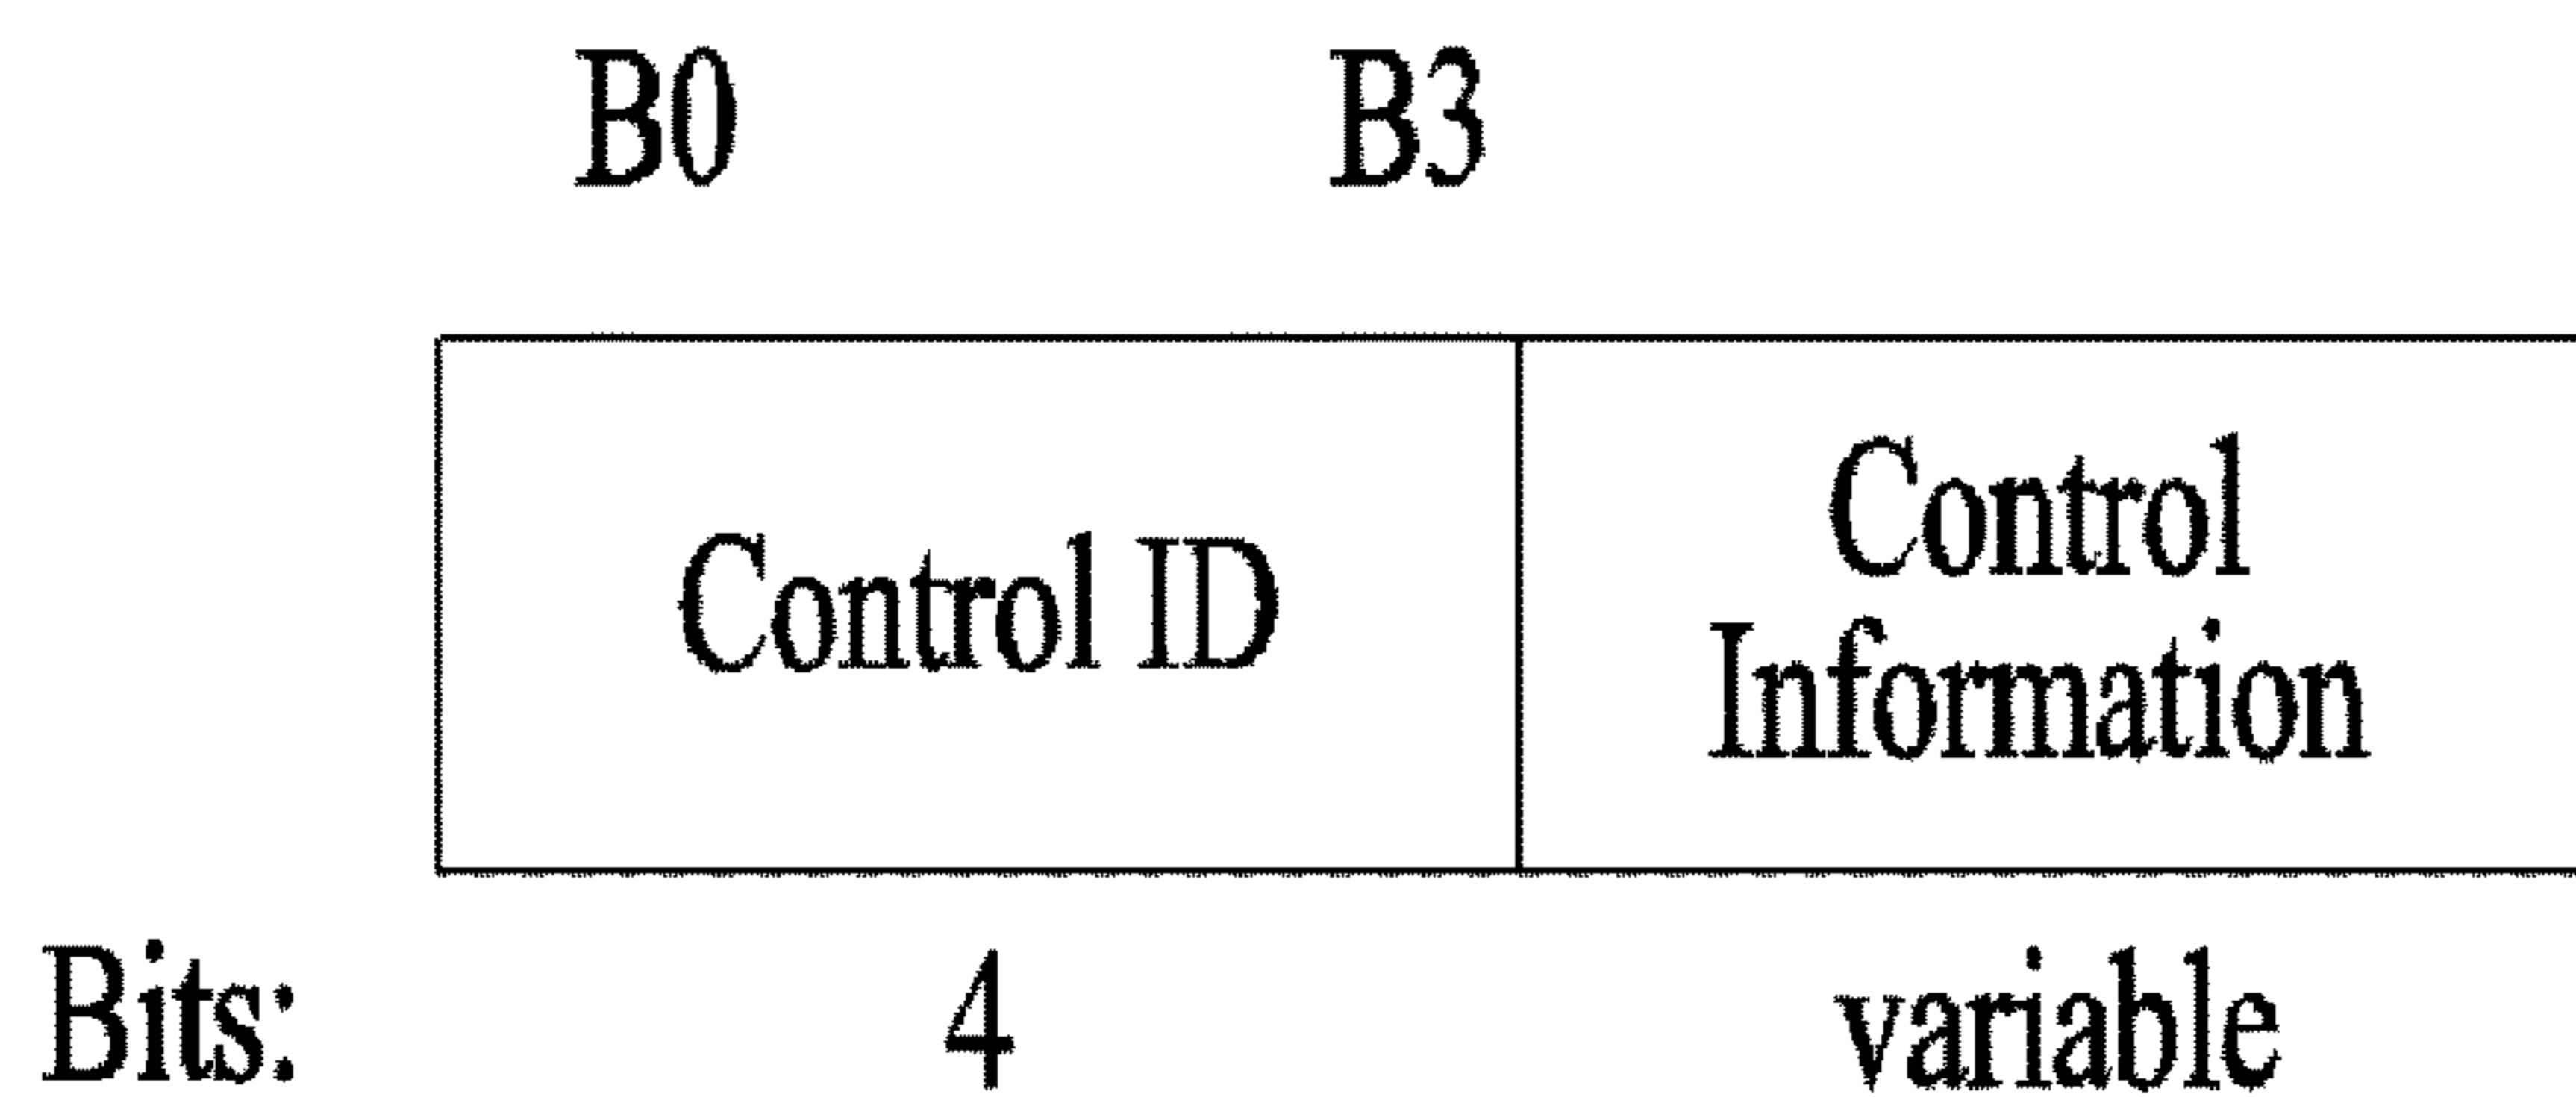 B0 B3
Control ID
Control
Information
Bits: 4 variable